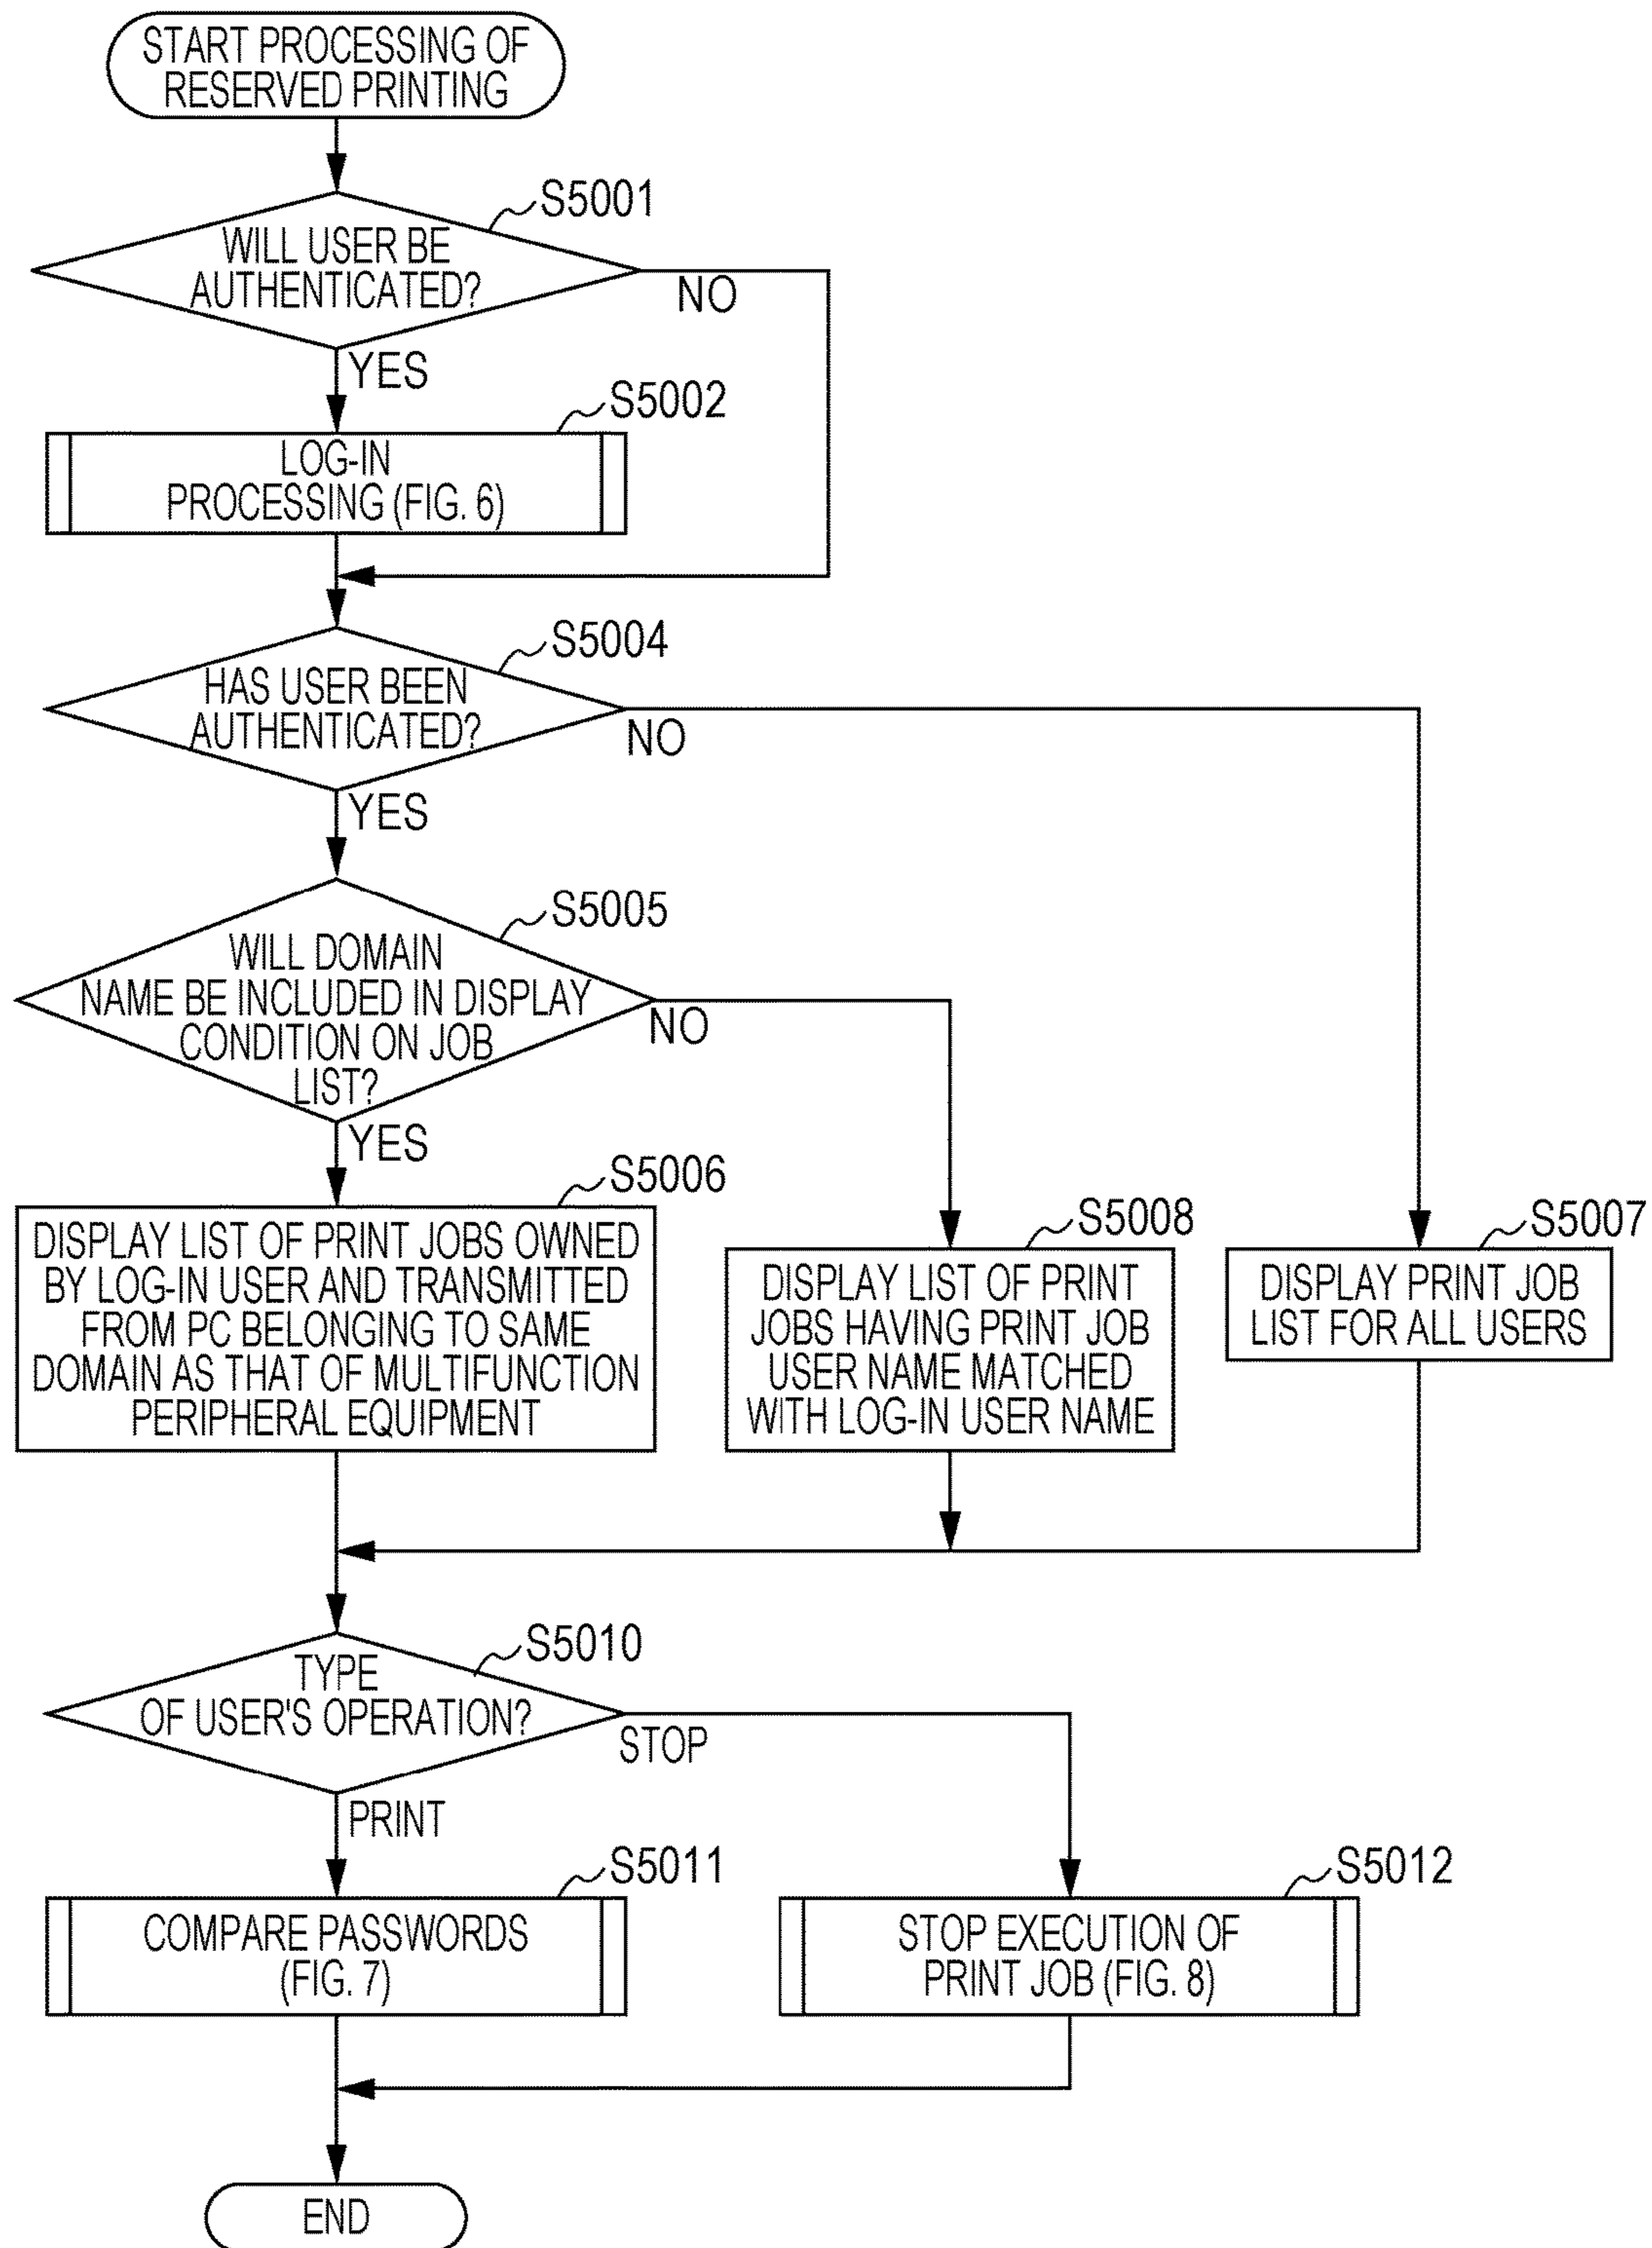 START PROCESSING OF
RESERVED PRINTING
S5001
WILL USER BE
AUTHENTICATED?
NO
YES
S5002
LOG-IN
PROCESSING (FIG. 6)
S5004
HAS USER BEEN
AUTHENTICATED?
NO
YES
S5005
WILL DOMAIN
NAME BE INCLUDED IN DISPLAY
CONDITION ON JOB
LIST?
NO
YES
S5006
DISPLAY LIST OF PRINT JOBS OWNED
BY LOG-IN USER AND TRANSMITTED
FROM PC BELONGING TO SAME
DOMAIN AS THAT OF MULTIFUNCTION
PERIPHERAL EQUIPMENT
S5008
DISPLAY LIST OF PRINT
JOBS HAVING PRINT JOB
USER NAME MATCHED
WITH LOG-IN USER NAME
S5007
DISPLAY PRINT JOB
LIST FOR ALL USERS
S5010
TYPE
OF USER'S OPERATION?
STOP
PRINT
S5011
COMPARE PASSWORDS
(FIG. 7)
S5012
STOP EXECUTION OF
PRINT JOB (FIG. 8)
END